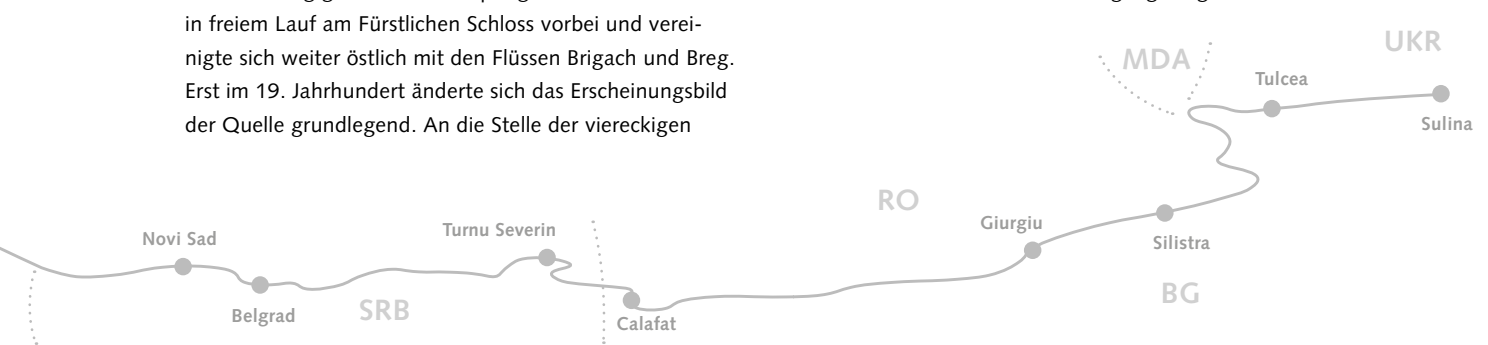 in freiem Lauf am Fürstlichen Schloss vorbei und verei-
nigte sich weiter östlich mit den Flüssen Brigach und Breg.
Erst im 19. Jahrhundert änderte sich das Erscheinungsbild
der Quelle grundlegend. An die Stelle der viereckigen
UKR
MDA
Tulcea
Sulina
RO
Giurgiu
Silistra
Turnu Severin
Novi Sad
BG
Belgrad
SRB
Calafat